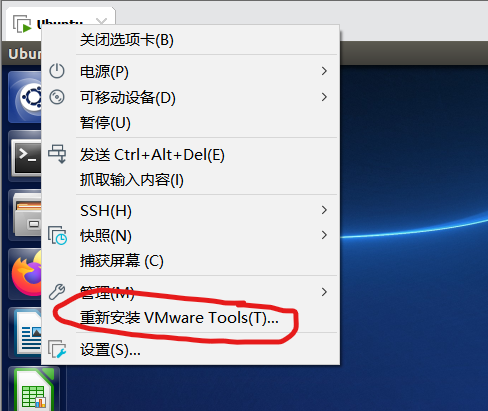 Ubuntu
关闭选项卡(B)
Ubu
电源(P)
可移动设备(D)
暂停(U)
发送 Ctrl+Alt+Del(E)
抓取输入内容(I)
SSH(H)
快照(N)
捕获屏幕 (C)
管理(M)
重新安装 VMware Tools(T)...
设置(S)...